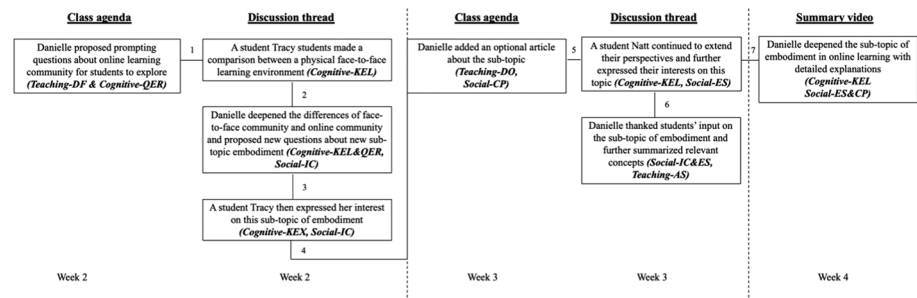 Class agenda
Danielle proposed prompting
questions about online learning
community for students to explore
(Teaching-DF & Cognitive-QER)
1
Discussion thread
A student Tracy students made a
comparison between a physical face-to-face
learning environment (Cognitive-KEL)
2
Danielle deepened the differences of face-
to-face community and online community
and proposed new questions about new sub-
topic embodiment (Cognitive-KEL&QER,
Social-IC)
3
A student Tracy then expressed her interest
on this sub-topic of embodiment
(Cognitive-KEX, Social-IC)
4
Class agenda
Danielle added an optional article
about the sub-topic
(Teaching-DO,
Social-CP)
5
Discussion thread
A student Natt continued to extend
their perspectives and further
expressed their interests on this
topic (Cognitive-KEL, Social-ES)
6
Danielle thanked students' input on
the sub-topic of embodiment and
further summarized relevant
concepts (Social-IC&ES,
Teaching-AS)
7
Summary video
Danielle deepened the sub-topic of
embodiment in online learning with
detailed explanations
(Cognitive-KEL
Social-ES&CP)
Week 2
Week 2
Week 3
Week 3
Week 4